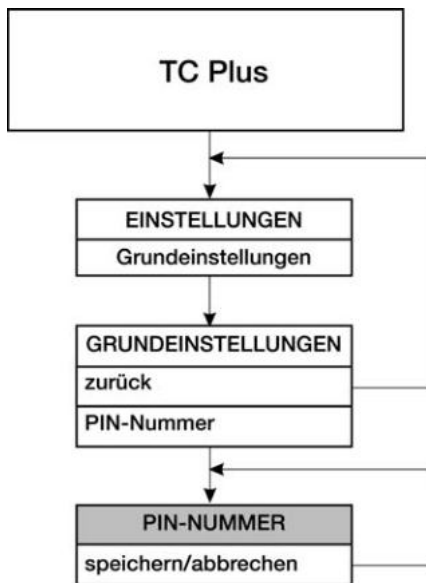 TC Plus
EINSTELLUNGEN
Grundeinstellungen
GRUNDEINSTELLUNGEN
zurück
PIN-Nummer
PIN-NUMMER
speichern/abbrechen